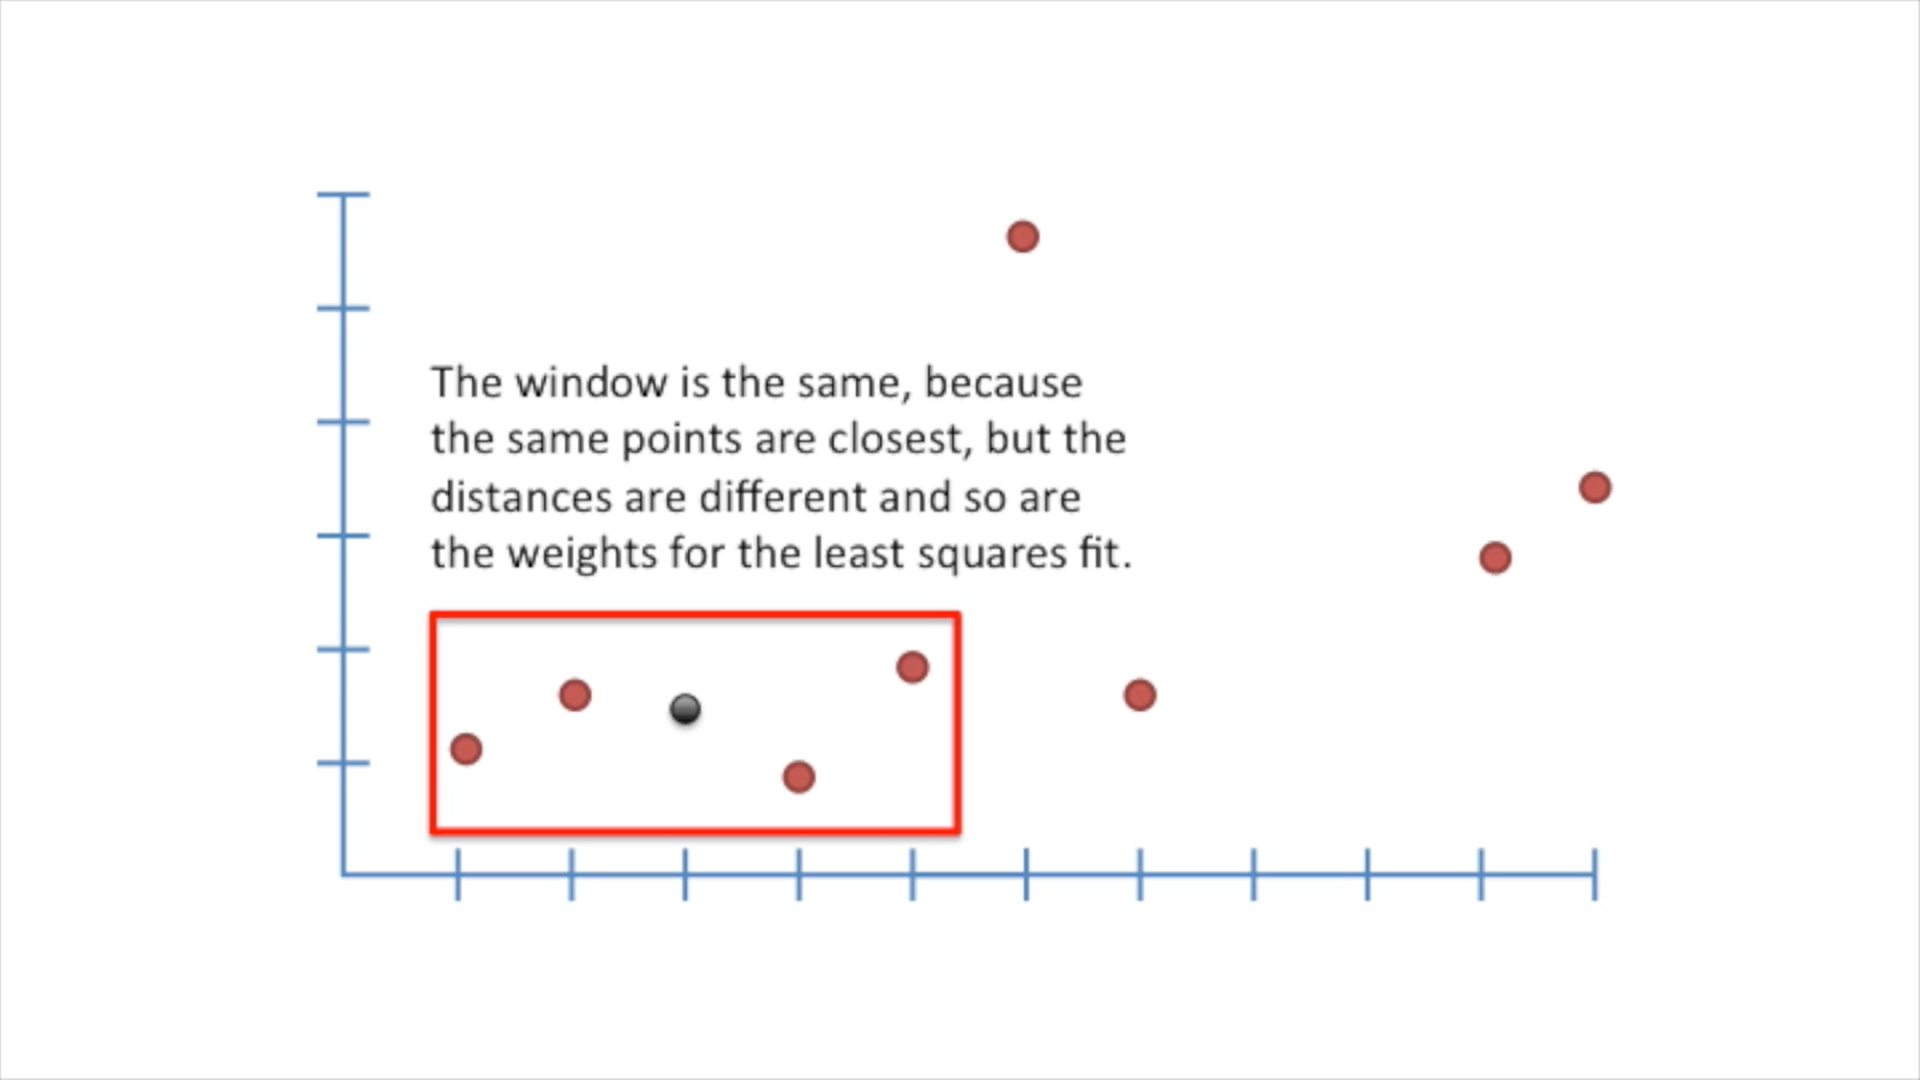 The window is the same, because
the same points are closest, but the
distances are different and so are
the weights for the least squares fit.